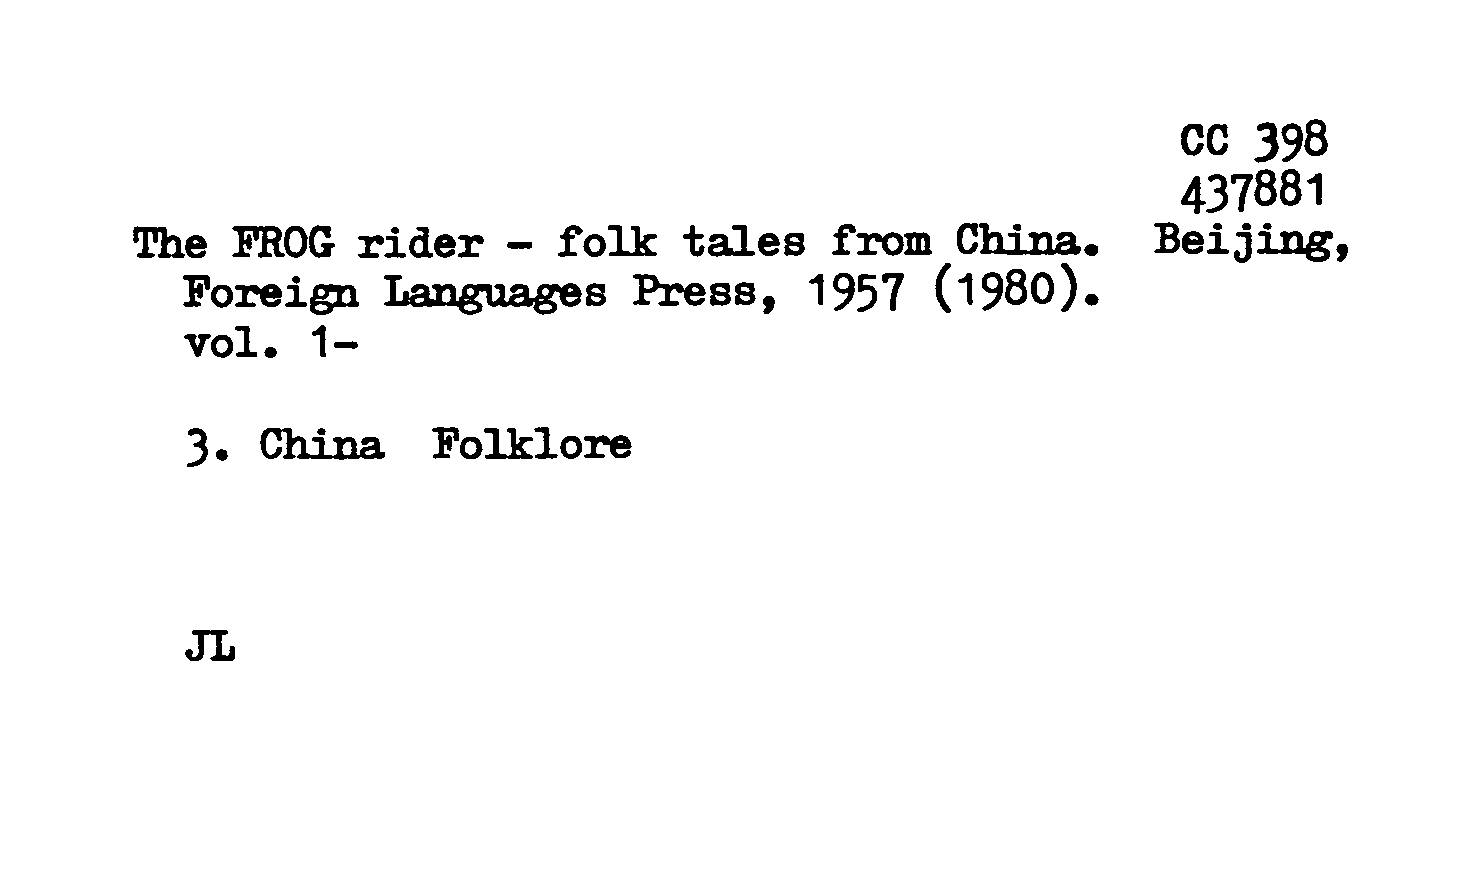 CC 398
437881
The FROG rider - folk tales from China. Beijing,
Foreign Languages Press, 1957 (1980).
vol. 1-
3. China Folklore
JL